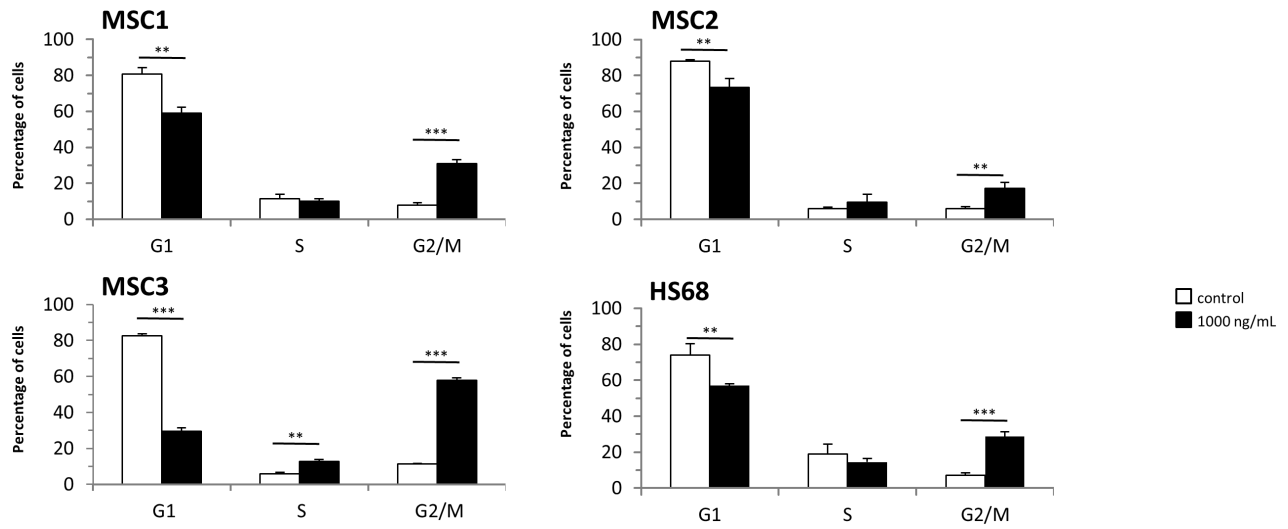 MSC1
Percentage of cells
100
80
60
40
20
0
**
***
G1 S G2/M
MSC2
Percentage of cells
100
80
60
40
20
0
**
**
G1 S G2/M
MSC3
Percentage of cells
100
80
60
40
20
0
***
**
***
G1 S G2/M
HS68
Percentage of cells
100
80
60
40
20
0
**
***
G1 S G2/M
control
1000 ng/mL